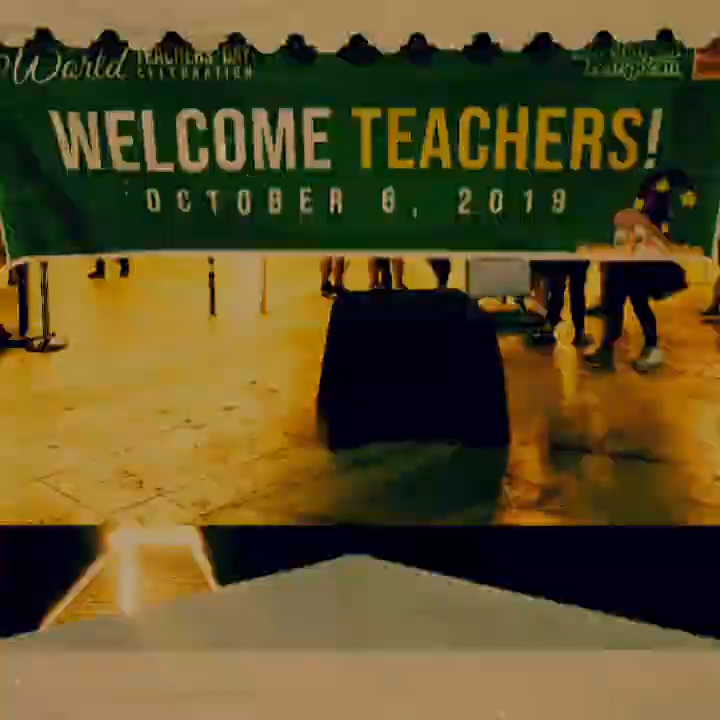 World TEACHERS' DAY
CELEBRATION
WELCOME TEACHERS!
OCTOBER 6, 2019